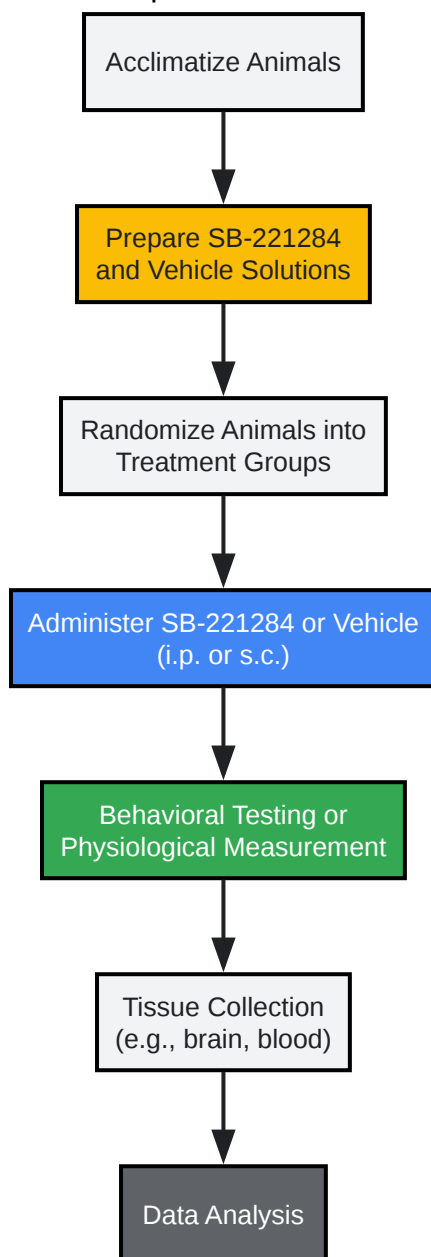 Acclimatize Animals
Prepare SB-221284
and Vehicle Solutions
Randomize Animals into
Treatment Groups
Administer SB-221284 or Vehicle
(i.p. or s.c.)
Behavioral Testing or
Physiological Measurement
Tissue Collection
(e.g., brain, blood)
Data Analysis